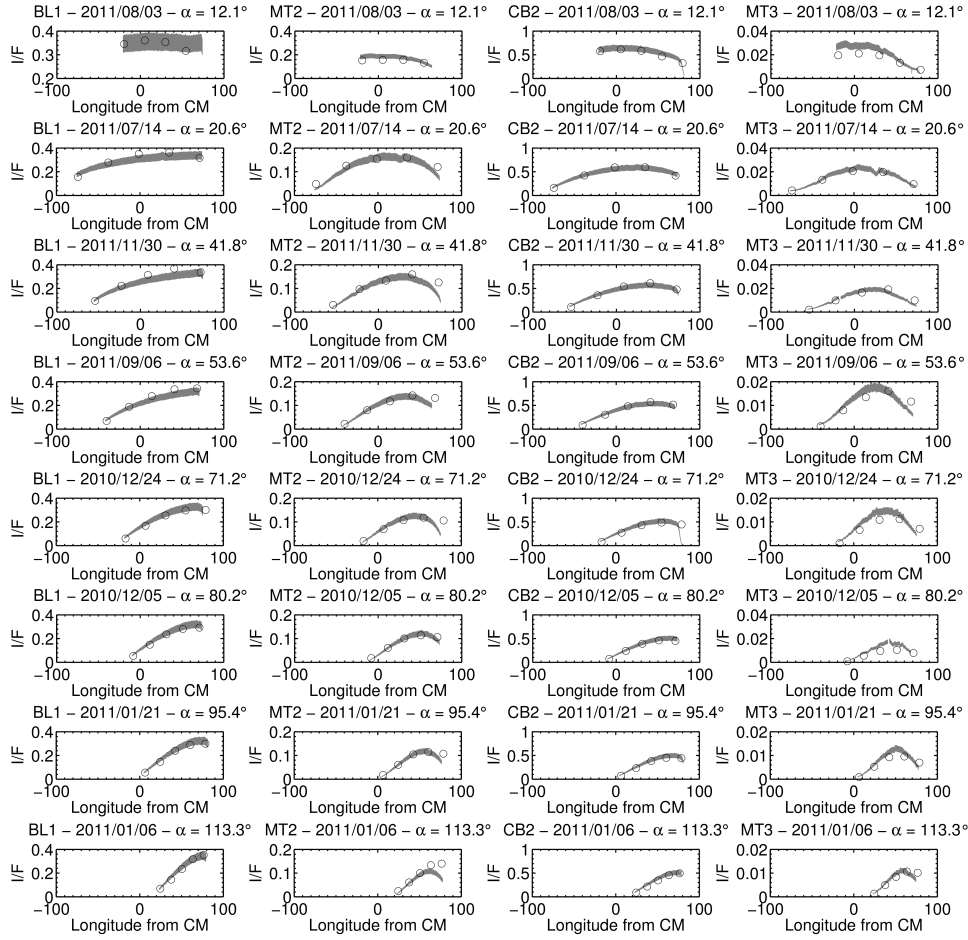 BL1 − 2011/08/03 − α = 12.1° MT2 − 2011/08/03 − α = 12.1° CB2 − 2011/08/03 − α = 12.1° MT3 − 2011/08/03 − α = 12.1°
0.4 0.4 1 0.04
I/F 0.3 I/F 0.2 I/F 0.5 I/F 0.02
0.2 0 0 0
−100 0 100 −100 0 100 −100 0 100 −100 0 100
Longitude from CM Longitude from CM Longitude from CM Longitude from CM
BL1 − 2011/07/14 − α = 20.6° MT2 − 2011/07/14 − α = 20.6° CB2 − 2011/07/14 − α = 20.6° MT3 − 2011/07/14 − α = 20.6°
0.4 0.2 1 0.04
I/F 0.2 I/F 0.1 I/F 0.5 I/F 0.02
0 0 0 0
−100 0 100 −100 0 100 −100 0 100 −100 0 100
Longitude from CM Longitude from CM Longitude from CM Longitude from CM
BL1 − 2011/11/30 − α = 41.8° MT2 − 2011/11/30 − α = 41.8° CB2 − 2011/11/30 − α = 41.8° MT3 − 2011/11/30 − α = 41.8°
0.4 0.2 1 0.04
I/F 0.2 I/F 0.1 I/F 0.5 I/F 0.02
0 0 0 0
−100 0 100 −100 0 100 −100 0 100 −100 0 100
Longitude from CM Longitude from CM Longitude from CM Longitude from CM
BL1 − 2011/09/06 − α = 53.6° MT2 − 2011/09/06 − α = 53.6° CB2 − 2011/09/06 − α = 53.6° MT3 − 2011/09/06 − α = 53.6°
0.4 0.2 1 0.02
I/F 0.2 I/F 0.1 I/F 0.5 I/F 0.01
0 0 0 0
−100 0 100 −100 0 100 −100 0 100 −100 0 100
Longitude from CM Longitude from CM Longitude from CM Longitude from CM
BL1 − 2010/12/24 − α = 71.2° MT2 − 2010/12/24 − α = 71.2° CB2 − 2010/12/24 − α = 71.2° MT3 − 2010/12/24 − α = 71.2°
0.4 0.2 1 0.02
I/F 0.2 I/F 0.1 I/F 0.5 I/F 0.01
0 0 0 0
−100 0 100 −100 0 100 −100 0 100 −100 0 100
Longitude from CM Longitude from CM Longitude from CM Longitude from CM
BL1 − 2010/12/05 − α = 80.2° MT2 − 2010/12/05 − α = 80.2° CB2 − 2010/12/05 − α = 80.2° MT3 − 2010/12/05 − α = 80.2°
0.4 0.2 1 0.04
I/F 0.2 I/F 0.1 I/F 0.5 I/F 0.02
0 0 0 0
−100 0 100 −100 0 100 −100 0 100 −100 0 100
Longitude from CM Longitude from CM Longitude from CM Longitude from CM
BL1 − 2011/01/21 − α = 95.4° MT2 − 2011/01/21 − α = 95.4° CB2 − 2011/01/21 − α = 95.4° MT3 − 2011/01/21 − α = 95.4°
0.4 0.2 1 0.02
I/F 0.2 I/F 0.1 I/F 0.5 I/F 0.01
0 0 0 0
−100 0 100 −100 0 100 −100 0 100 −100 0 100
Longitude from CM Longitude from CM Longitude from CM Longitude from CM
BL1 − 2011/01/06 − α = 113.3° MT2 − 2011/01/06 − α = 113.3° CB2 − 2011/01/06 − α = 113.3° MT3 − 2011/01/06 − α = 113.3°
0.4 0.2 1 0.02
I/F 0.2 I/F 0.1 I/F 0.5 I/F 0.01
0 0 0 0
−100 0 100 −100 0 100 −100 0 100 −100 0 100
Longitude from CM Longitude from CM Longitude from CM Longitude from CM